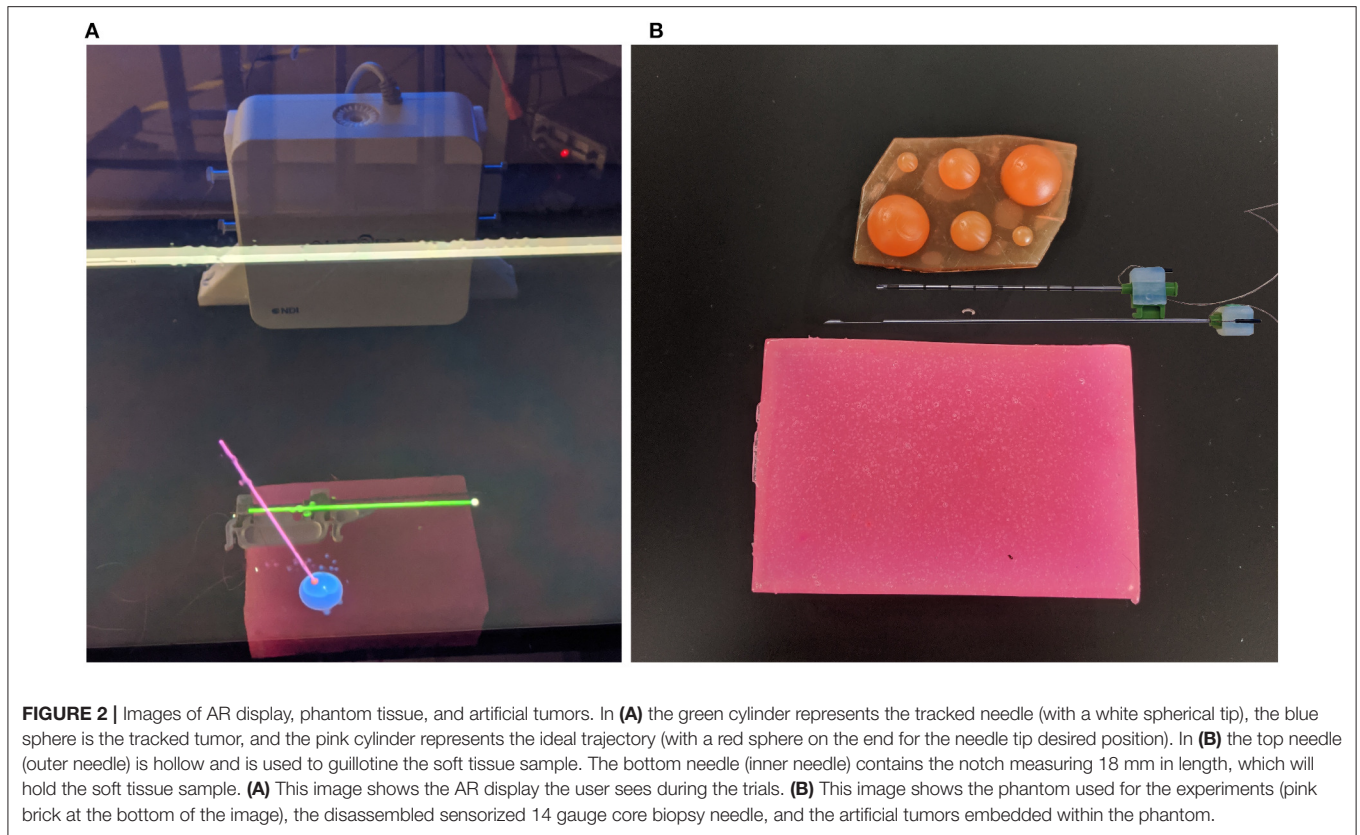 A
B
NDI
FIGURE 2 | Images of AR display, phantom tissue, and artificial tumors. In (A) the green cylinder represents the tracked needle (with a white spherical tip), the blue
sphere is the tracked tumor, and the pink cylinder represents the ideal trajectory (with a red sphere on the end for the needle tip desired position). In (B) the top needle
(outer needle) is hollow and is used to guillotine the soft tissue sample. The bottom needle (inner needle) contains the notch measuring 18 mm in length, which will
hold the soft tissue sample. (A) This image shows the AR display the user sees during the trials. (B) This image shows the phantom used for the experiments (pink
brick at the bottom of the image), the disassembled sensorized 14 gauge core biopsy needle, and the artificial tumors embedded within the phantom.